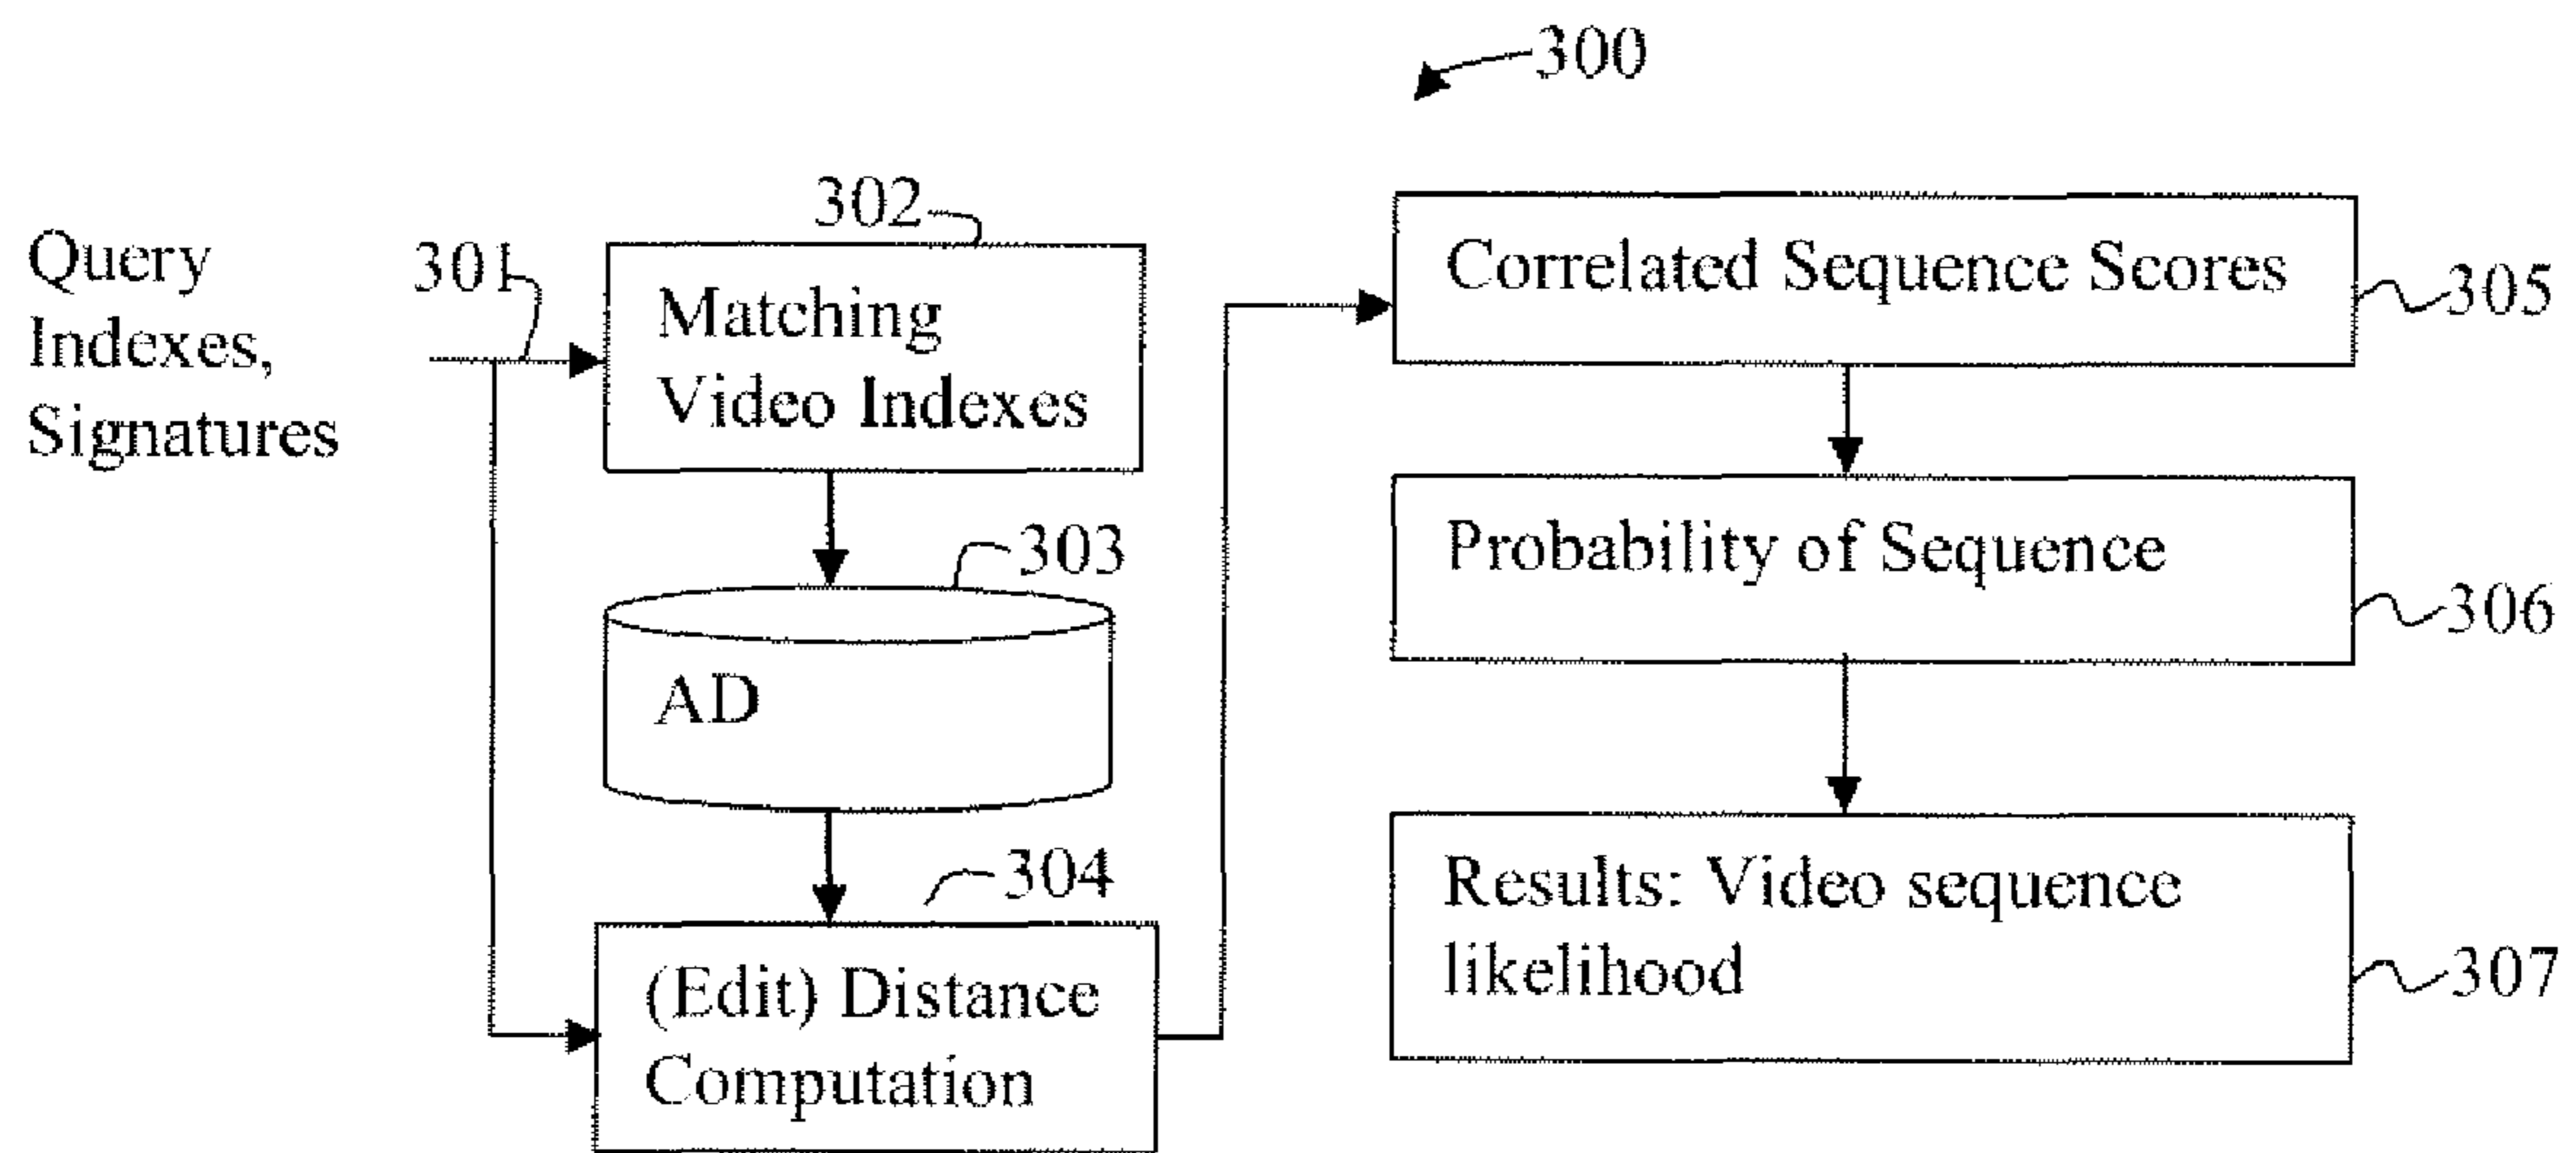 300
Query
Indexes,
Signatures
301
302
Matching
Video Indexes
303
AD
304
(Edit) Distance
Computation
Correlated Sequence Scores
305
Probability of Sequence
306
Results: Video sequence
likelihood
307